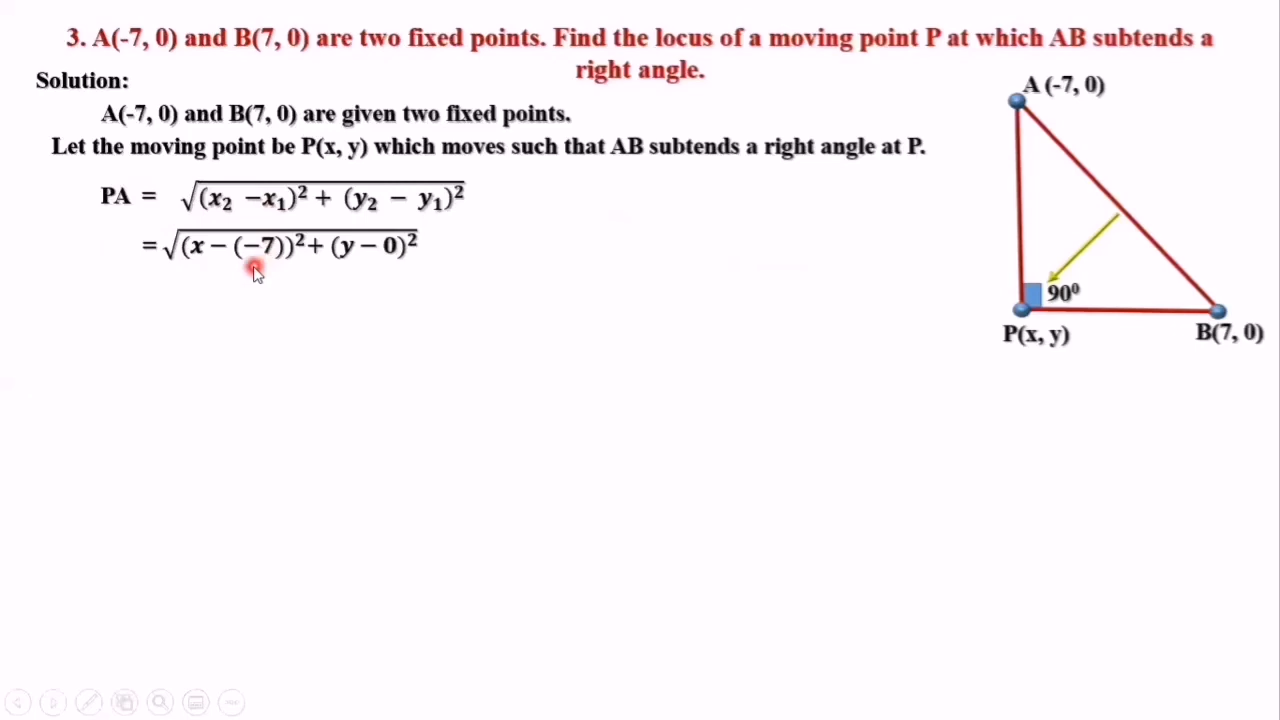 3. A(-7, 0) and B(7, 0) are two fixed points. Find the locus of a moving point P at which AB subtends a
right angle.
Solution:
A(-7, 0) and B(7, 0) are given two fixed points.
Let the moving point be P(x, y) which moves such that AB subtends a right angle at P.
PA = √(x₂ −x₁)² + (y₂ − y₁)²
= √(x − (−7))² + (y − 0)²
A (-7, 0)
90⁰
P(x, y)
B(7, 0)